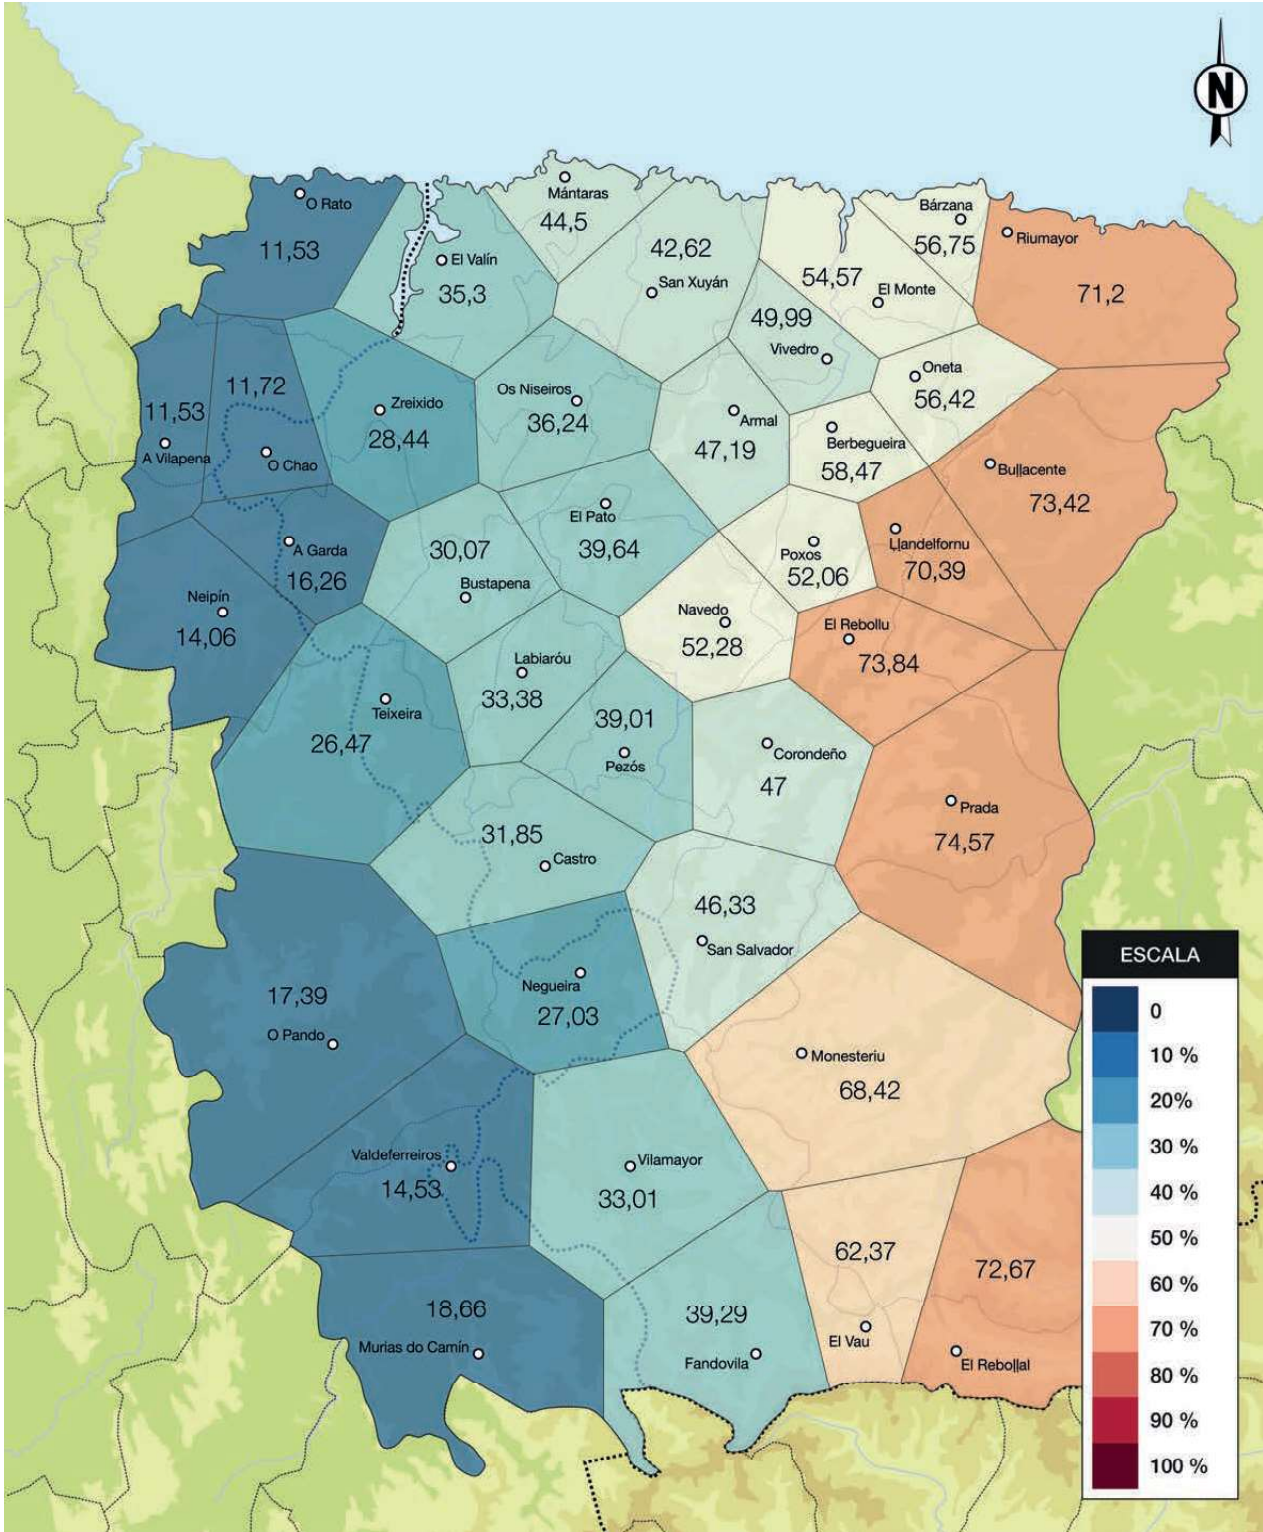 N
O Rato
11,53
El Valín
35,3
Mántaras
44,5
42,62
San Xuyán
54,57
El Monte
Bárzana
56,75
Riumayor
71,2
49,99
Vivedro
Oneta
56,42
11,53
A Vilapena
11,72
O Chao
Zreixido
28,44
Os Niseiros
36,24
Armal
47,19
Berbegueira
58,47
Buḷḷacente
73,42
A Garda
16,26
30,07
Bustapena
El Pato
39,64
Poxos
52,06
Ḷḷandelfornu
70,39
Neipín
14,06
Navedo
52,28
El Rebollu
73,84
Teixeira
26,47
Labiaróu
33,38
39,01
Pezós
Corondeño
47
Prada
74,57
31,85
Castro
46,33
San Salvador
17,39
O Pando
Negueira
27,03
Monesteriu
68,42
Valdeferreiros
14,53
Vilamayor
33,01
18,66
Murias do Camín
39,29
Fandovila
62,37
El Vau
72,67
El Reboḷḷal
ESCALA
0
10 %
20%
30 %
40 %
50 %
60 %
70 %
80 %
90 %
100 %